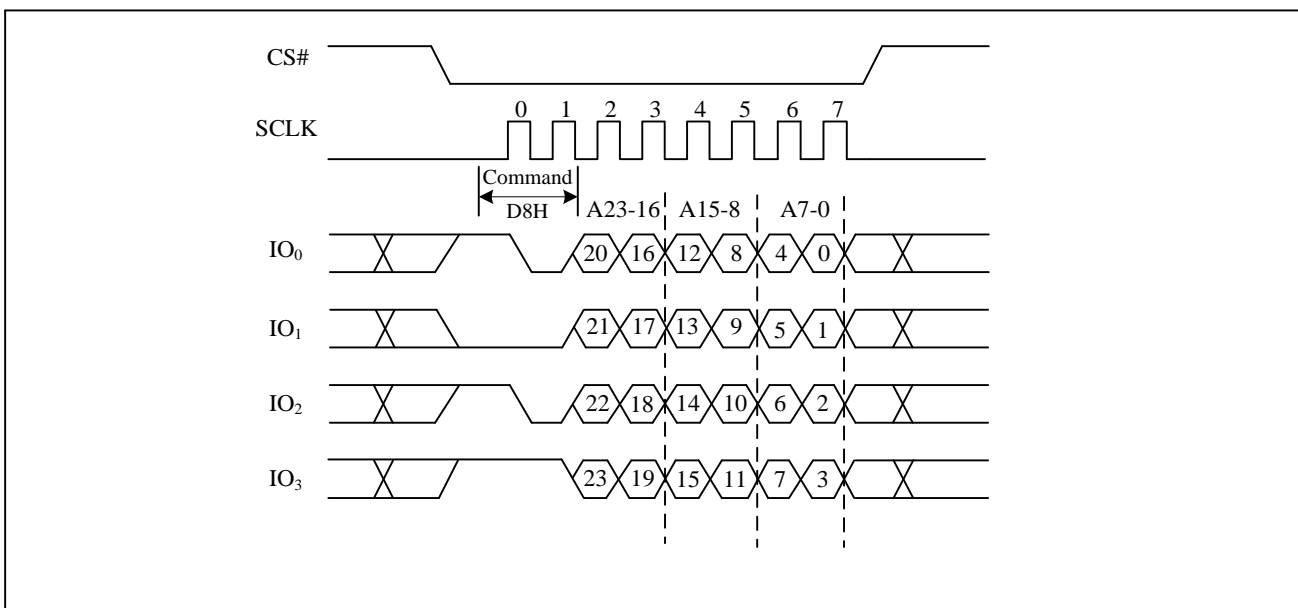 CS#
0 1 2 3 4 5 6 7
SCLK
Command
D8H
A23-16 A15-8 A7-0
IO₀ 20 16 12 8 4 0
IO₁ 21 17 13 9 5 1
IO₂ 22 18 14 10 6 2
IO₃ 23 19 15 11 7 3